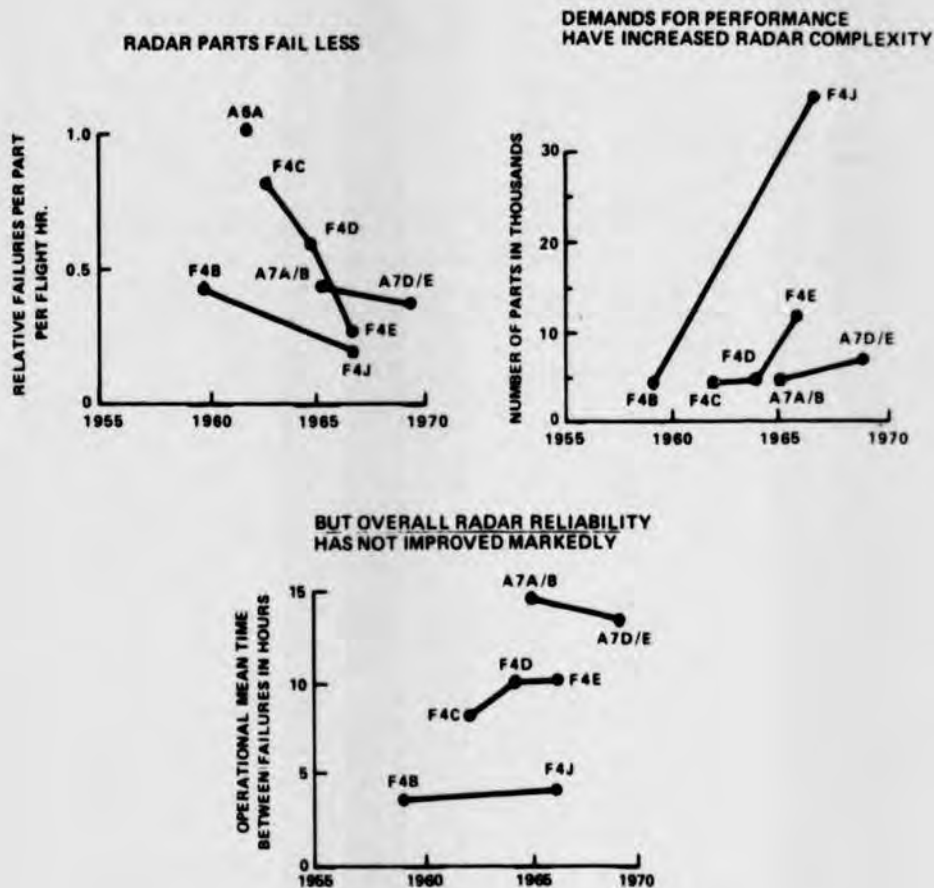 RADAR PARTS FAIL LESS
RELATIVE FAILURES PER PART
PER FLIGHT HR.
1.0
0.5
0
A6A
F4C
F4D
F4B
A7A/B
A7D/E
F4E
F4J
1955
1960
1965
1970
DEMANDS FOR PERFORMANCE
HAVE INCREASED RADAR COMPLEXITY
NUMBER OF PARTS IN THOUSANDS
30
20
10
0
F4J
F4E
F4D
A7D/E
F4B
F4C
A7A/B
1955
1960
1965
1970
BUT OVERALL RADAR RELIABILITY
HAS NOT IMPROVED MARKEDLY
OPERATIONAL MEAN TIME
BETWEEN FAILURES IN HOURS
15
10
5
0
A7A/B
A7D/E
F4D
F4E
F4C
F4B
F4J
1955
1960
1965
1970